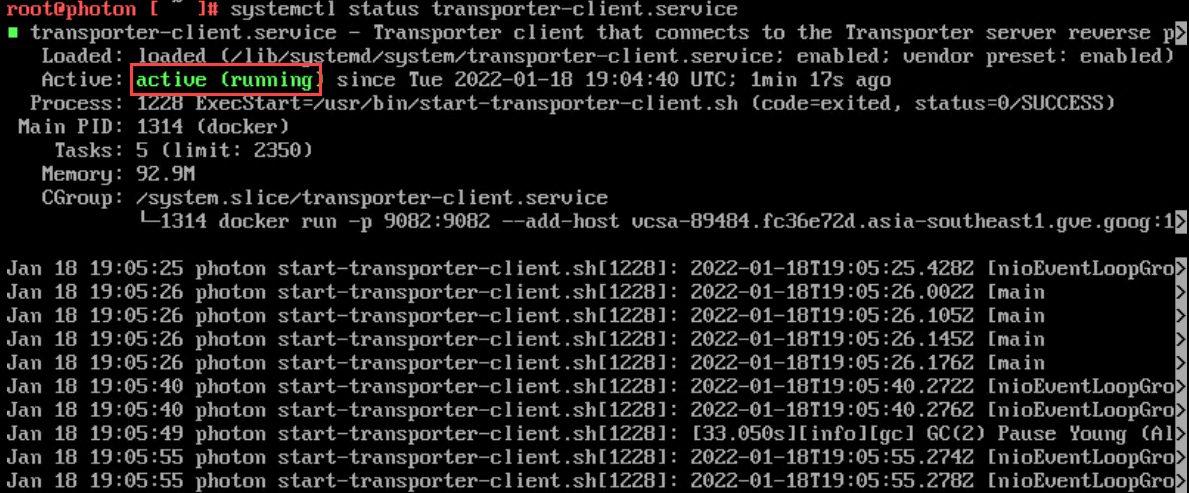 root@photon [ ~ ]# systemctl status transporter-client.service
■ transporter-client.service - Transporter client that connects to the Transporter server reverse p>
Loaded: loaded (/lib/systemd/system/transporter-client.service; enabled; vendor preset: enabled)
Active: active (running) since Tue 2022-01-18 19:04:40 UTC; 1min 17s ago
Process: 1228 ExecStart=/usr/bin/start-transporter-client.sh (code=exited, status=0/SUCCESS)
Main PID: 1314 (docker)
Tasks: 5 (limit: 2350)
Memory: 92.9M
CGroup: /system.slice/transporter-client.service
└─1314 docker run -p 9082:9082 --add-host vcsa-89484.fc36e72d.asia-southeast1.gve.goog:1>
Jan 18 19:05:25 photon start-transporter-client.sh[1228]: 2022-01-18T19:05:25.428Z [nioEventLoopGro>
Jan 18 19:05:26 photon start-transporter-client.sh[1228]: 2022-01-18T19:05:26.002Z [main >
Jan 18 19:05:26 photon start-transporter-client.sh[1228]: 2022-01-18T19:05:26.105Z [main >
Jan 18 19:05:26 photon start-transporter-client.sh[1228]: 2022-01-18T19:05:26.145Z [main >
Jan 18 19:05:26 photon start-transporter-client.sh[1228]: 2022-01-18T19:05:26.176Z [main >
Jan 18 19:05:40 photon start-transporter-client.sh[1228]: 2022-01-18T19:05:40.272Z [nioEventLoopGro>
Jan 18 19:05:40 photon start-transporter-client.sh[1228]: 2022-01-18T19:05:40.276Z [nioEventLoopGro>
Jan 18 19:05:49 photon start-transporter-client.sh[1228]: [33.050s][info][gc] GC(2) Pause Young (Al>
Jan 18 19:05:55 photon start-transporter-client.sh[1228]: 2022-01-18T19:05:55.274Z [nioEventLoopGro>
Jan 18 19:05:55 photon start-transporter-client.sh[1228]: 2022-01-18T19:05:55.278Z [nioEventLoopGro>